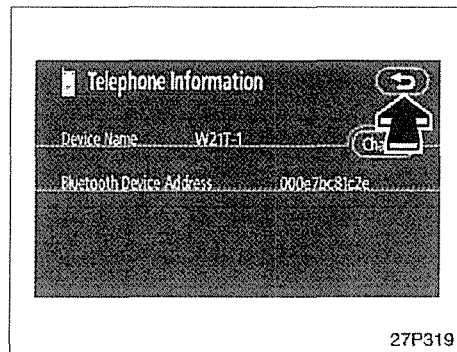 Telephone Information
Device Name W21T-1
Bluetooth Device Address 000e7bc81c2e
27P319